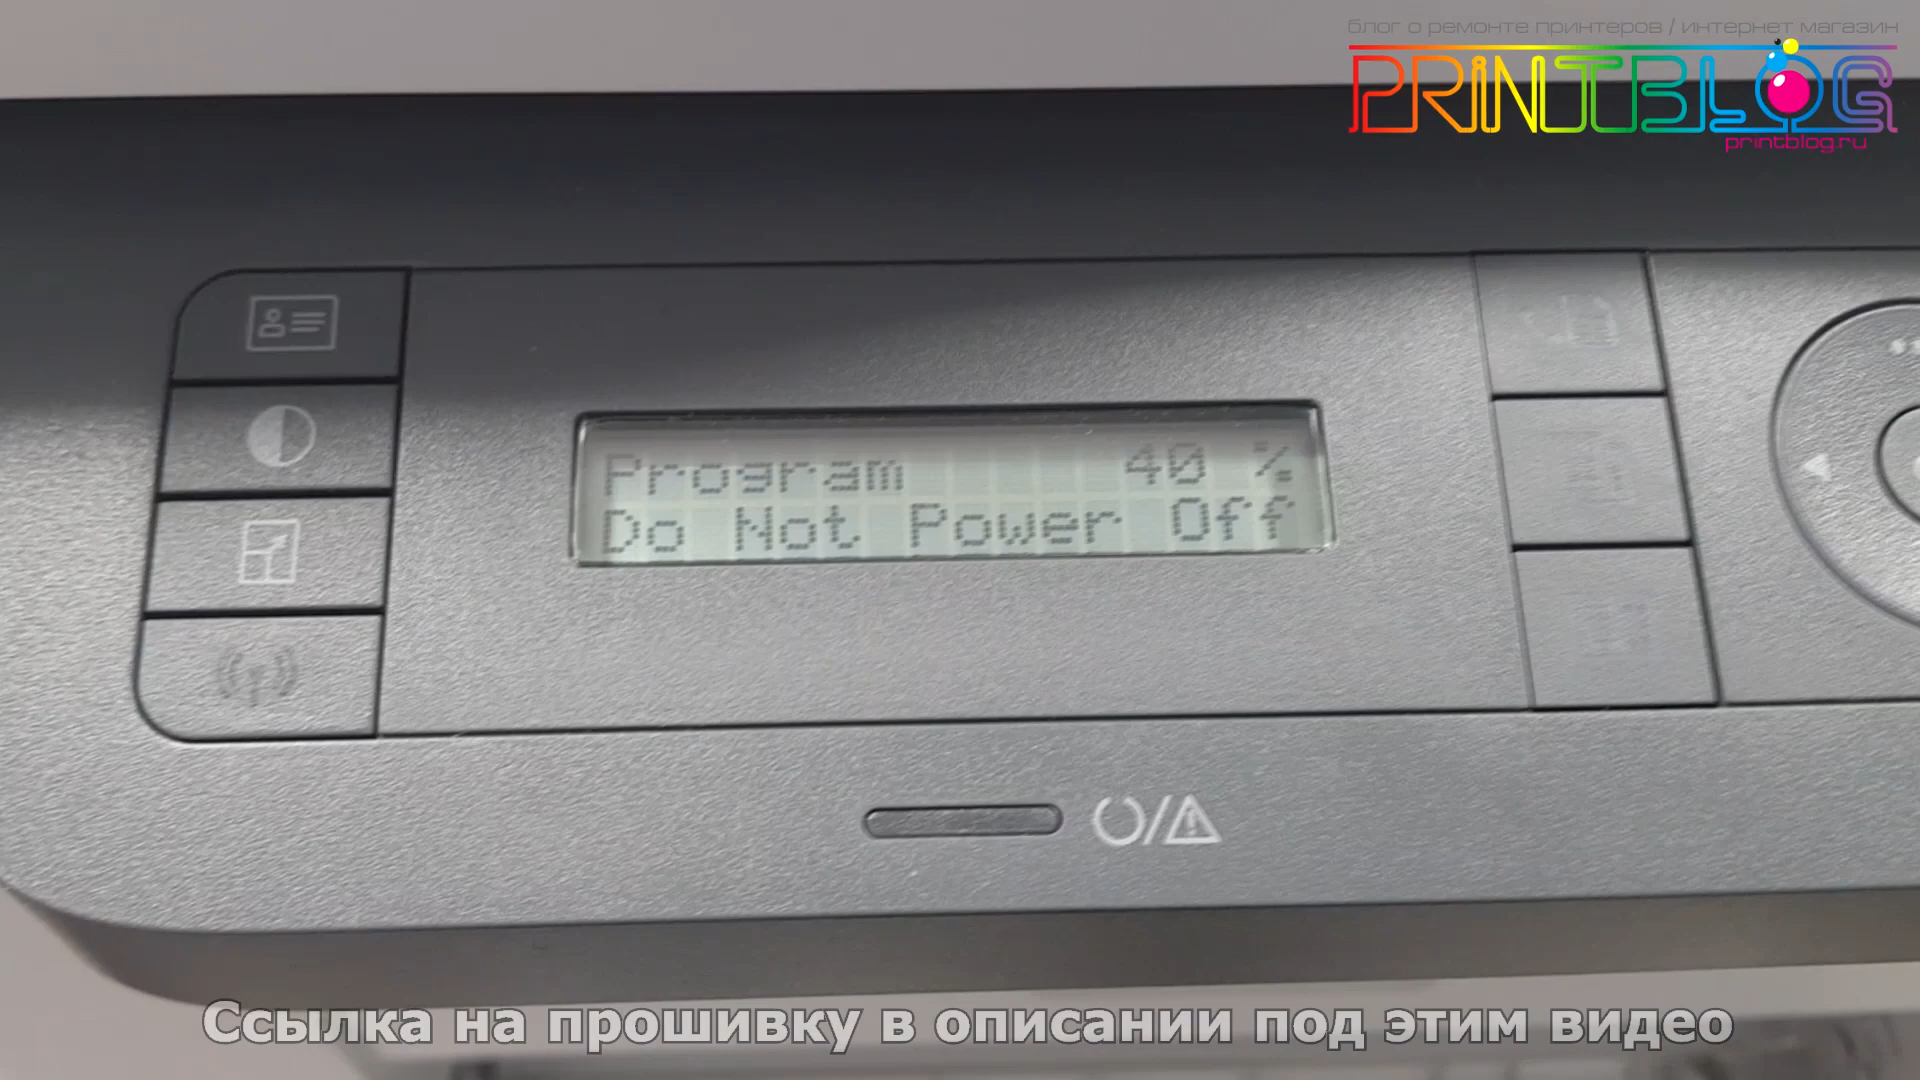 блог о ремонте принтеров / интернет магазин
PRINTBLOG
printblog.ru
Program 40 %
Do Not Power Off
Ссылка на прошивку в описании под этим видео